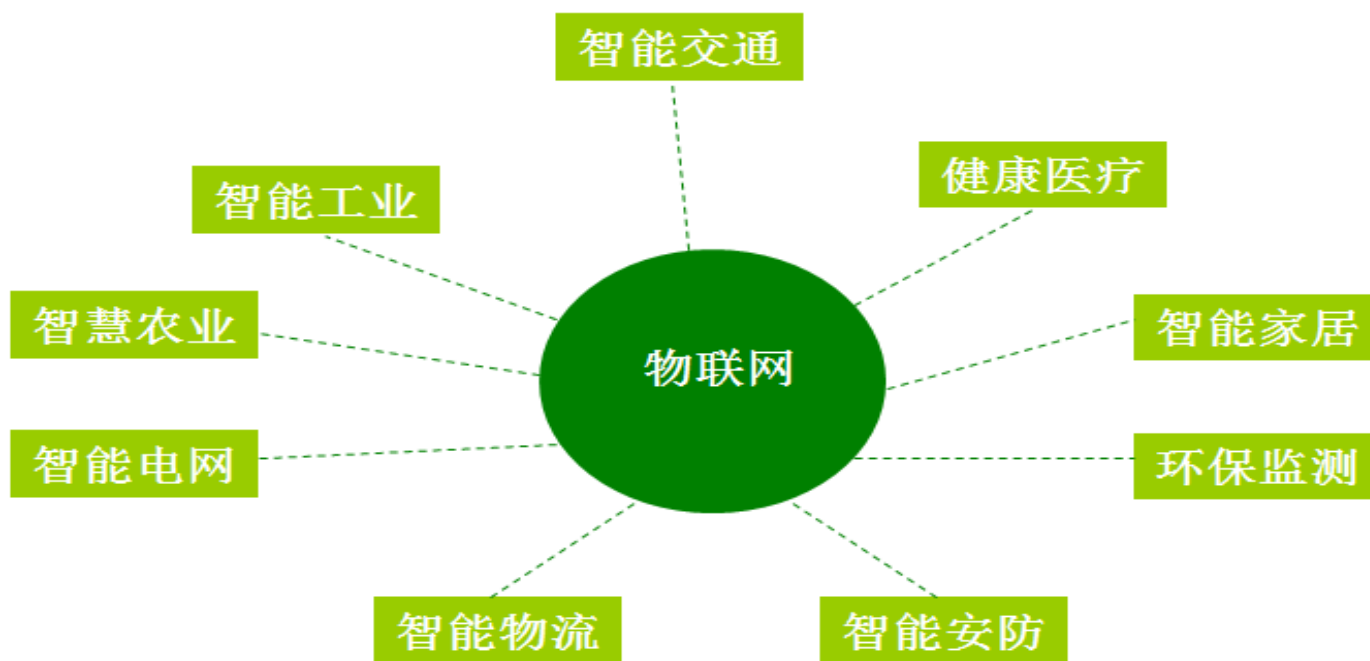 智能交通
健康医疗
智能工业
智慧农业
智能家居
物联网
智能电网
环保监测
智能物流
智能安防